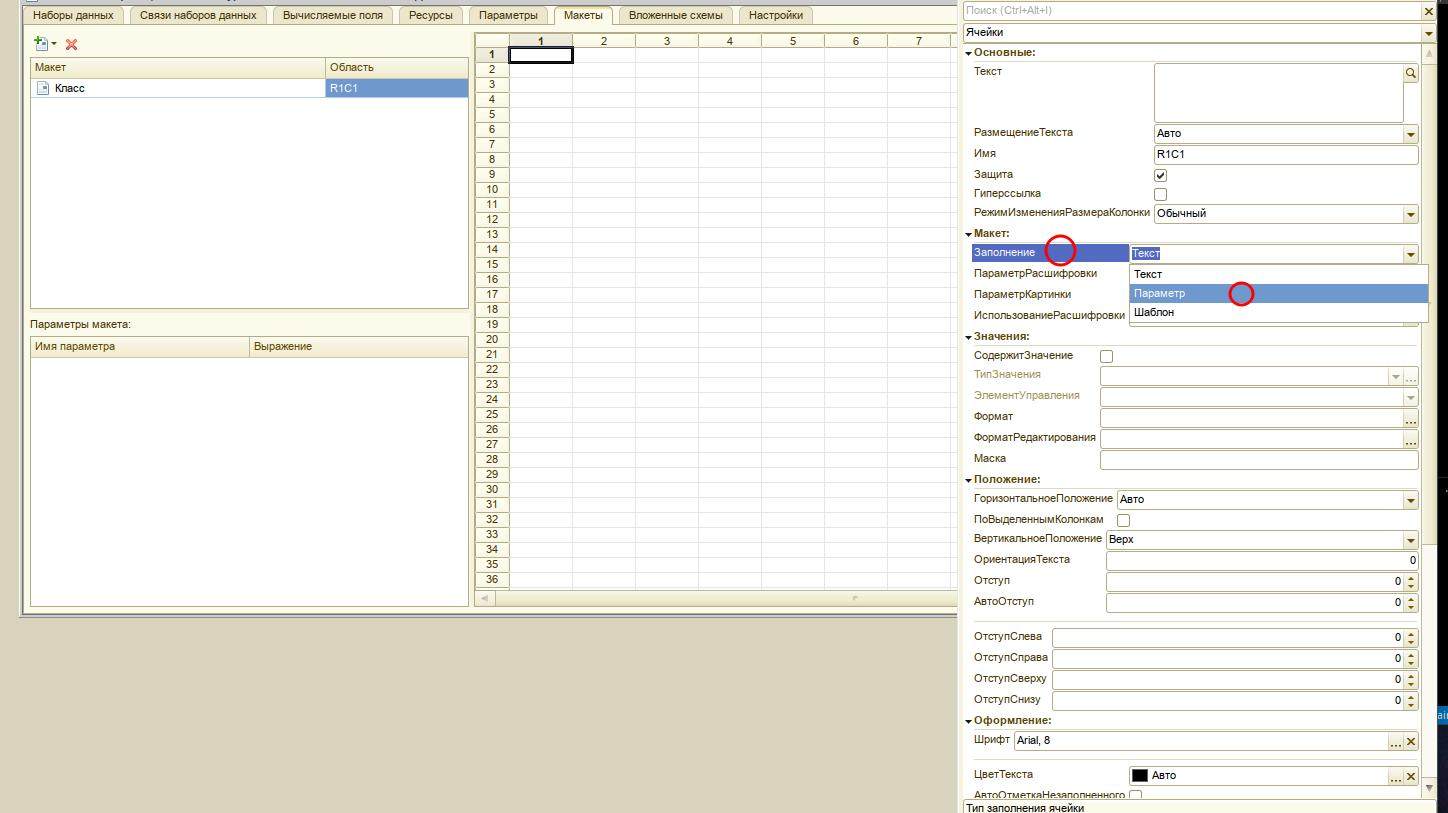 Наборы данных Связи наборов данных Вычисляемые поля Ресурсы Параметры Макеты Вложенные схемы Настройки
Макет Область
Класс R1C1
Параметры макета:
Имя параметра Выражение
1 2 3 4 5 6 7
1
2
3
4
5
6
7
8
9
10
11
12
13
14
15
16
17
18
19
20
21
22
23
24
25
26
27
28
29
30
31
32
33
34
35
36
Поиск (Ctrl+Alt+I)
Ячейки
Основные:
Текст
РазмещениеТекста Авто
Имя R1C1
Защита
Гиперссылка
РежимИзмененияРазмераКолонки Обычный
Макет:
Заполнение Текст
ПараметрРасшифровки Текст
ПараметрКартинки Параметр
ИспользованиеРасшифровки Шаблон
Значения:
СодержитЗначение
ТипЗначения ...
ЭлементУправления
Формат ...
ФорматРедактирования ...
Маска
Положение:
ГоризонтальноеПоложение Авто
ПоВыделеннымКолонкам
ВертикальноеПоложение Верх
ОриентацияТекста 0
Отступ 0
АвтоОтступ 0
ОтступСлева 0
ОтступСправа 0
ОтступСверху 0
ОтступСнизу 0
Оформление:
Шрифт Arial, 8 ...
ЦветТекста Авто ...
АвтоОтметкаНезаполненного
Тип заполнения ячейки